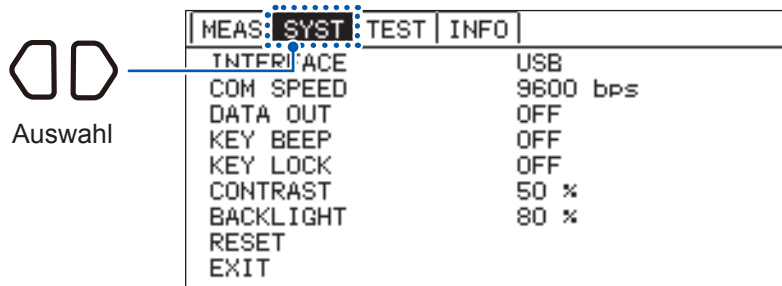 MEAS SYST TEST INFO
INTERFACE USB
COM SPEED 9600 bps
DATA OUT OFF
KEY BEEP OFF
KEY LOCK OFF
CONTRAST 50 %
BACKLIGHT 80 %
RESET
EXIT
Auswahl